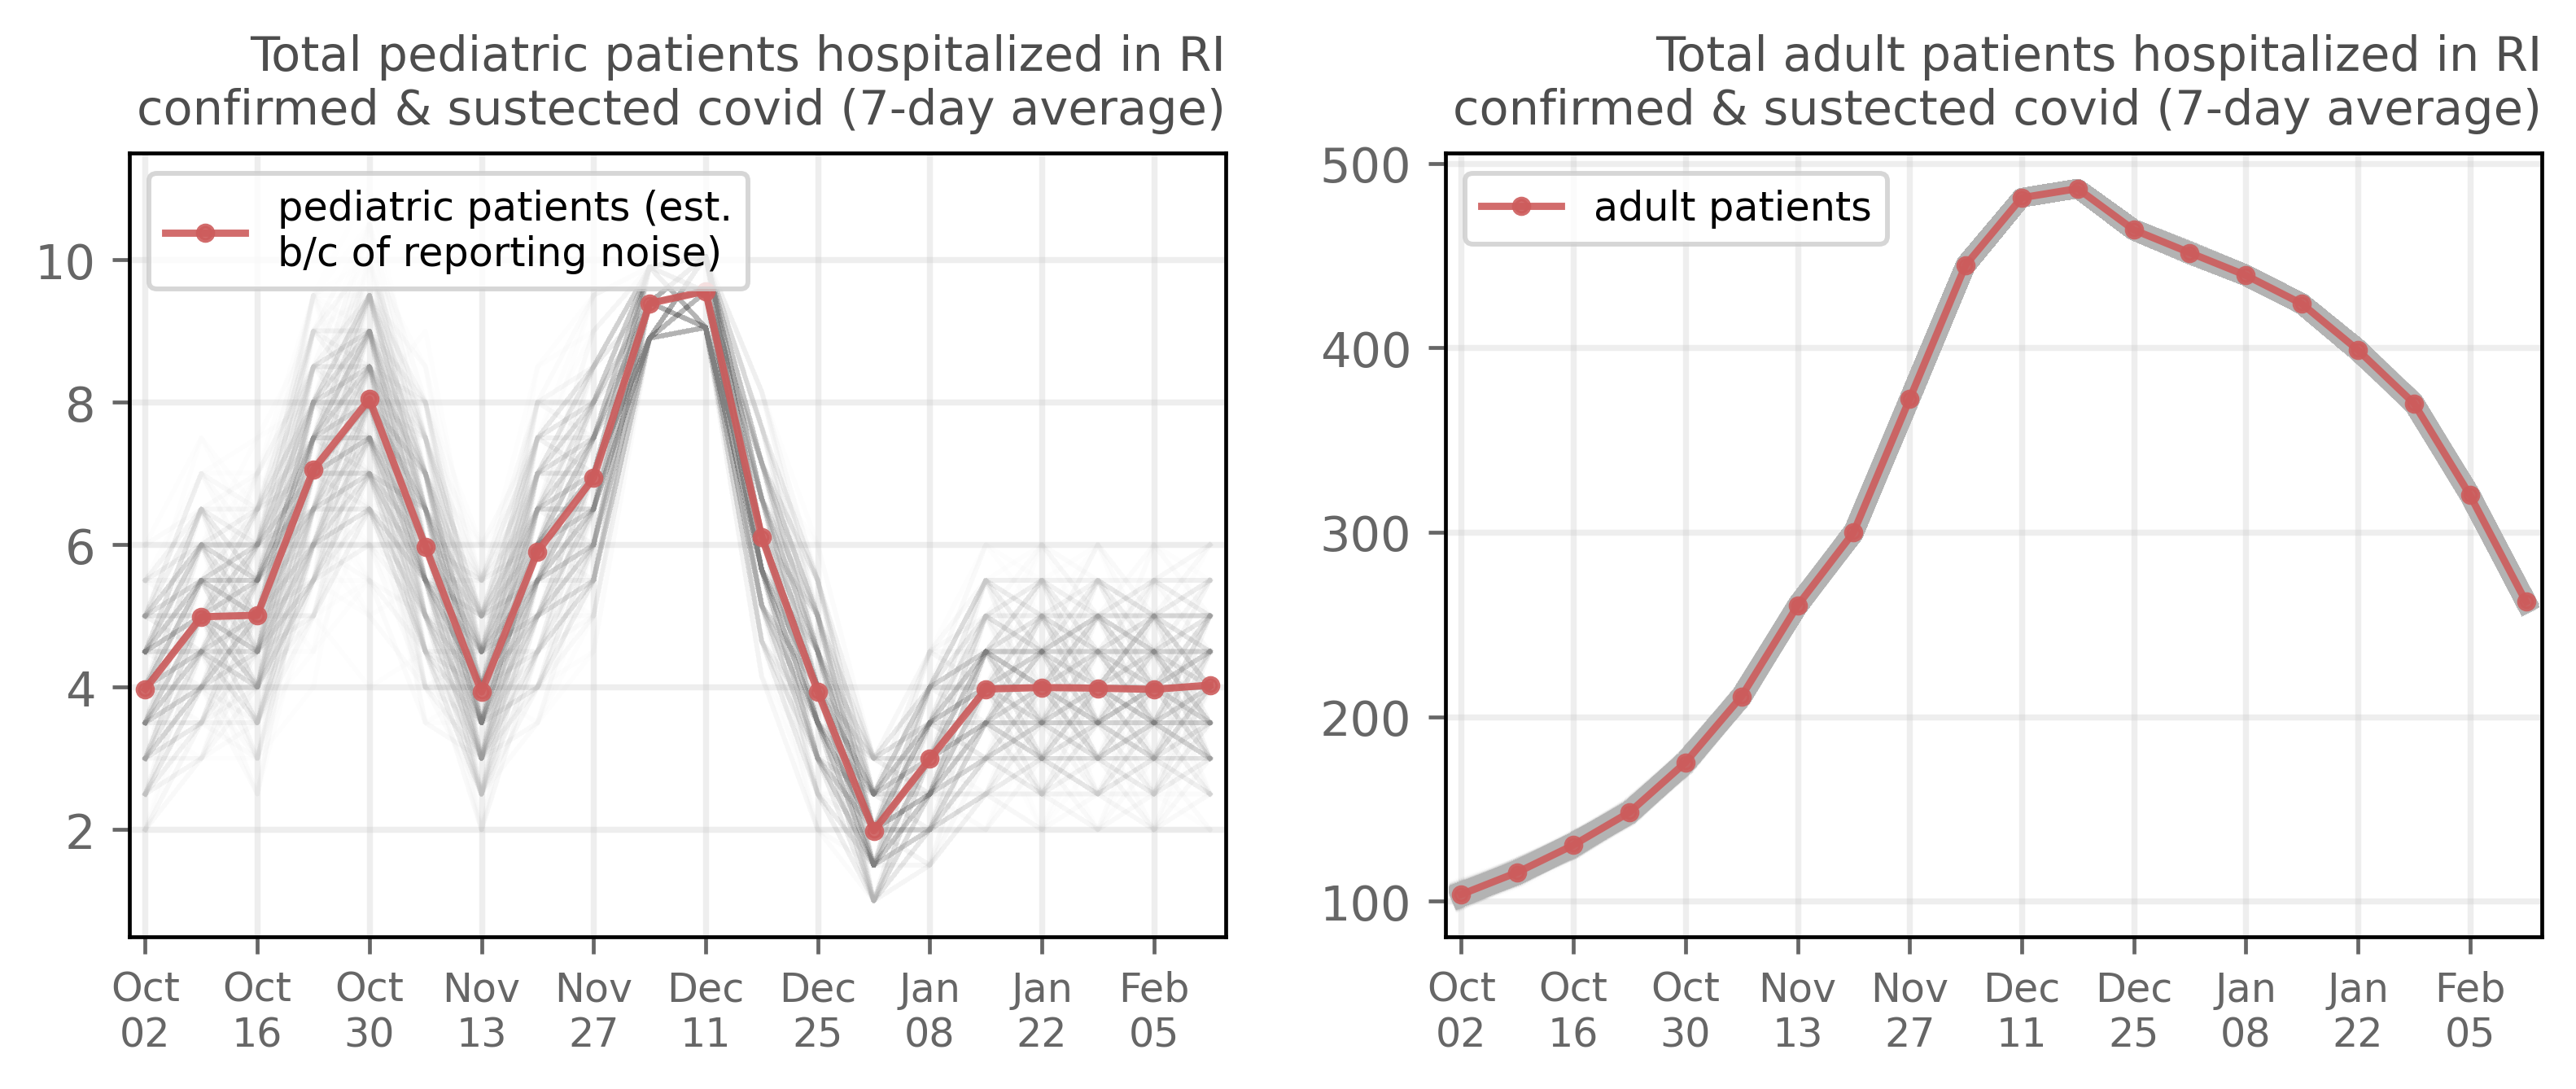 Total pediatric patients hospitalized in RI
confirmed & sustected covid (7-day average)
pediatric patients (est.
b/c of reporting noise)
10
8
6
4
2
Oct Oct Oct Nov Nov Dec Dec Jan Jan Feb
02 16 30 13 27 11 25 08 22 05
Total adult patients hospitalized in RI
confirmed & sustected covid (7-day average)
adult patients
500
400
300
200
100
Oct Oct Oct Nov Nov Dec Dec Jan Jan Feb
02 16 30 13 27 11 25 08 22 05